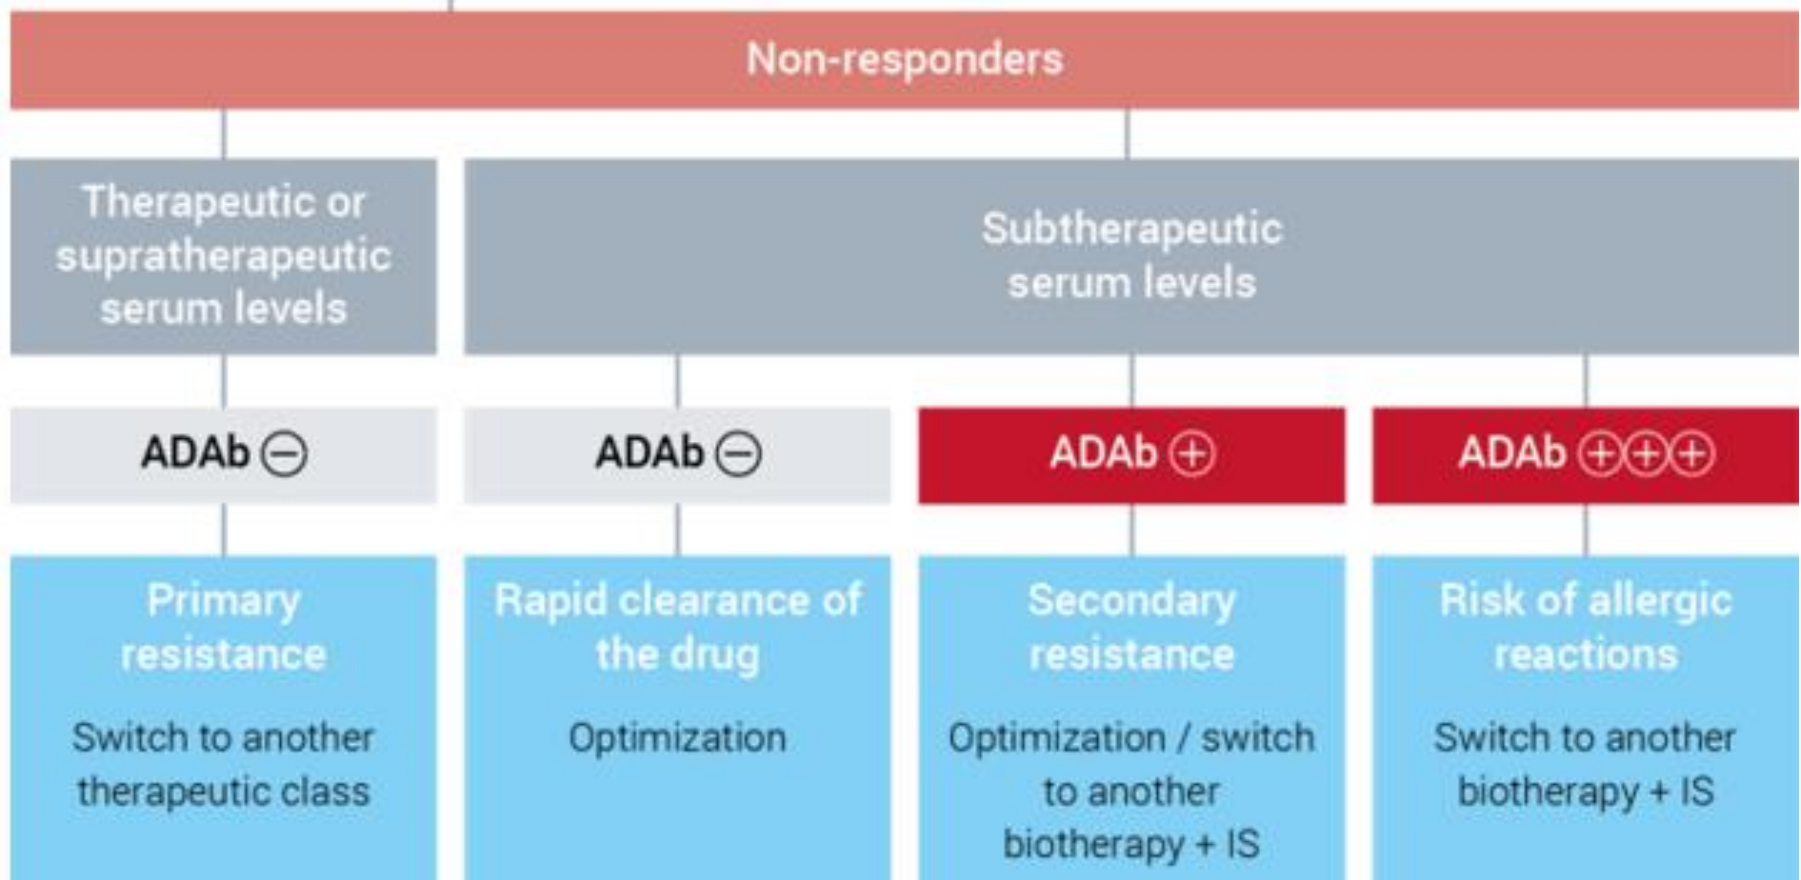 Non-responders
Therapeutic or
supratherapeutic
serum levels
Subtherapeutic
serum levels
ADAb ⊖
ADAb ⊖
ADAb ⊕
ADAb ⊕⊕⊕
Primary
resistance
Switch to another
therapeutic class
Rapid clearance of
the drug
Optimization
Secondary
resistance
Optimization / switch
to another
biotherapy + IS
Risk of allergic
reactions
Switch to another
biotherapy + IS